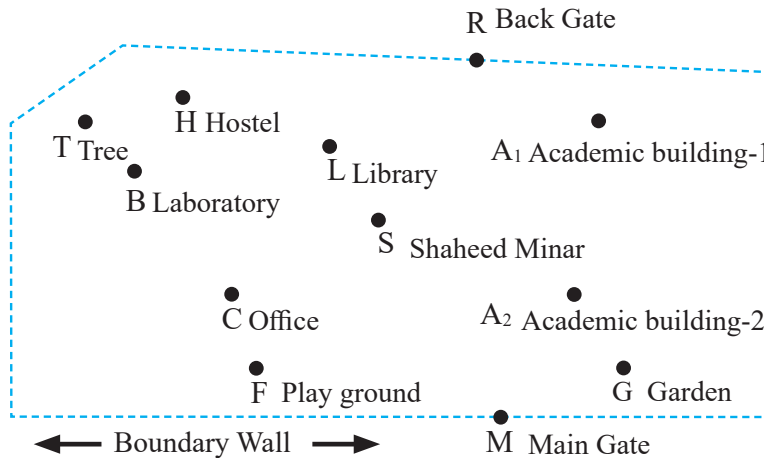 R Back Gate
H Hostel
T Tree
L Library
A₁ Academic building-1
B Laboratory
S Shaheed Minar
C Office
A₂ Academic building-2
F Play ground
G Garden
Boundary Wall
M Main Gate